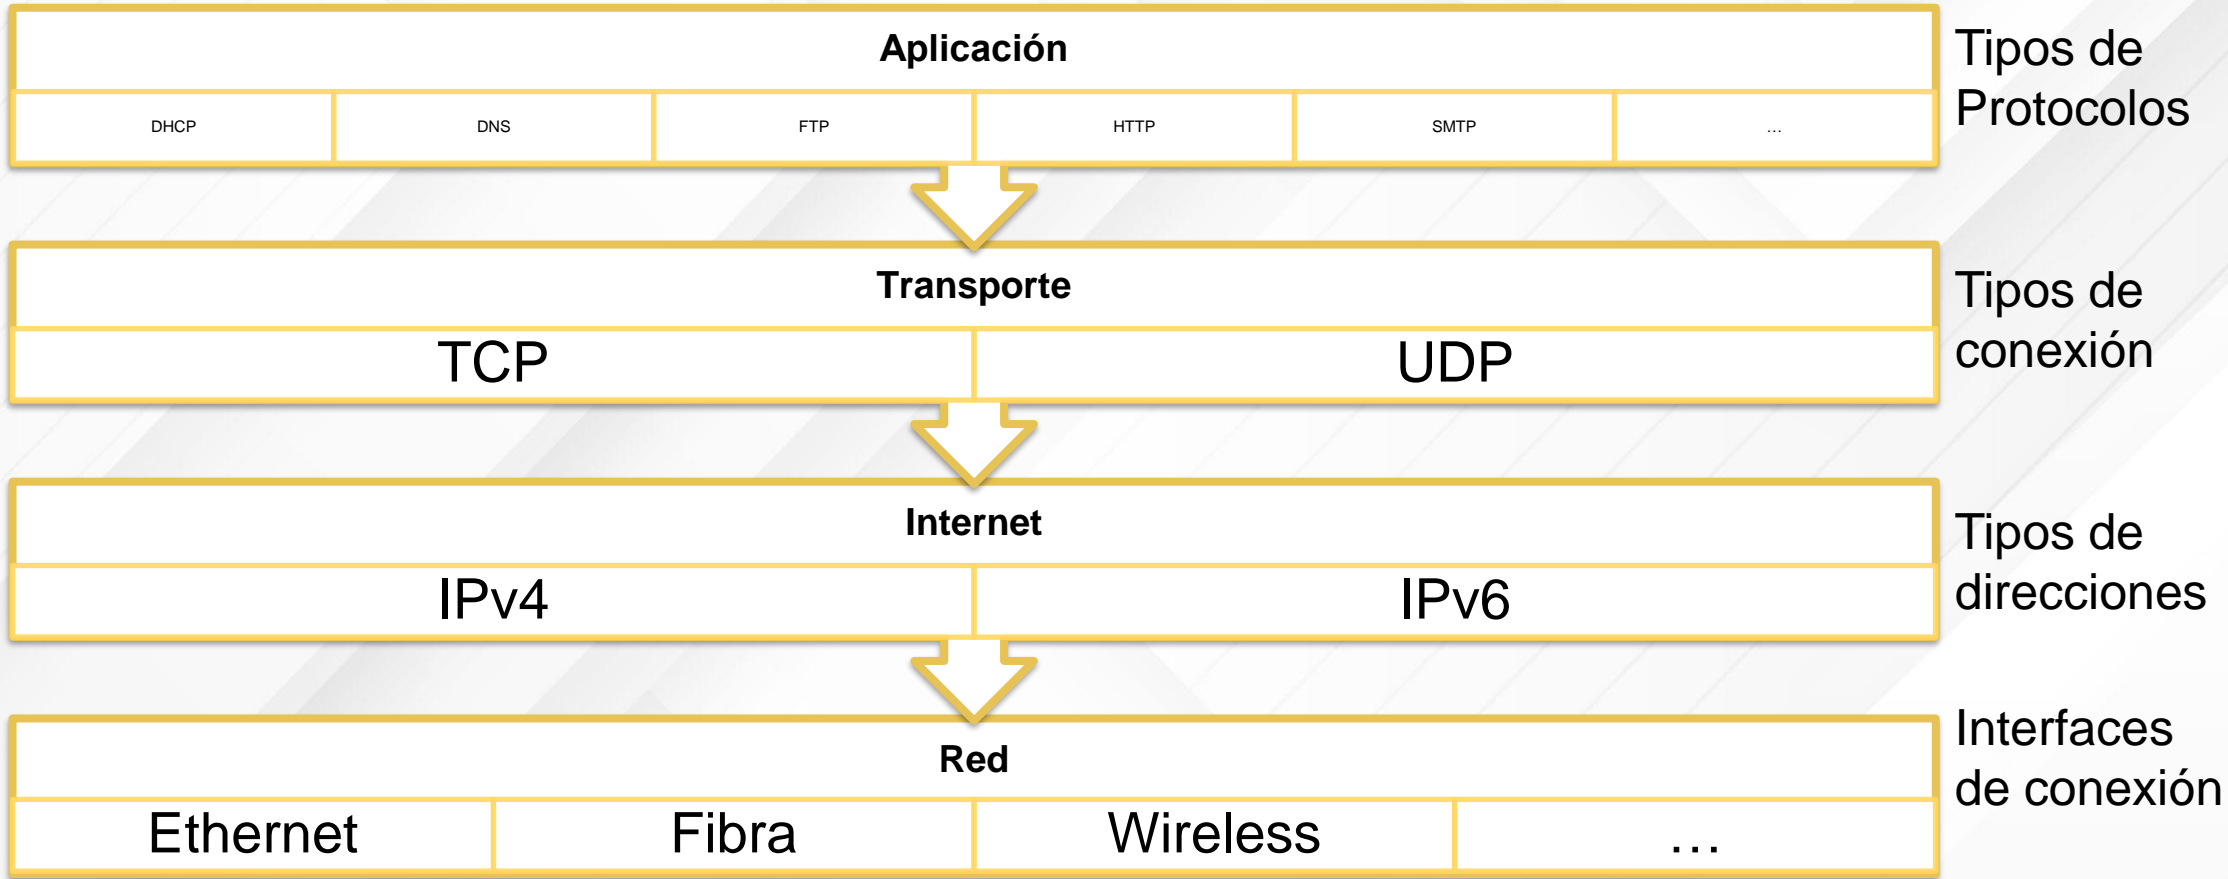 Aplicación
Tipos de
Protocolos
DHCP
DNS
FTP
HTTP
SMTP
…
Transporte
Tipos de
conexión
TCP
UDP
Internet
Tipos de
direcciones
IPv4
IPv6
Red
Interfaces
de conexión
Ethernet
Fibra
Wireless
…